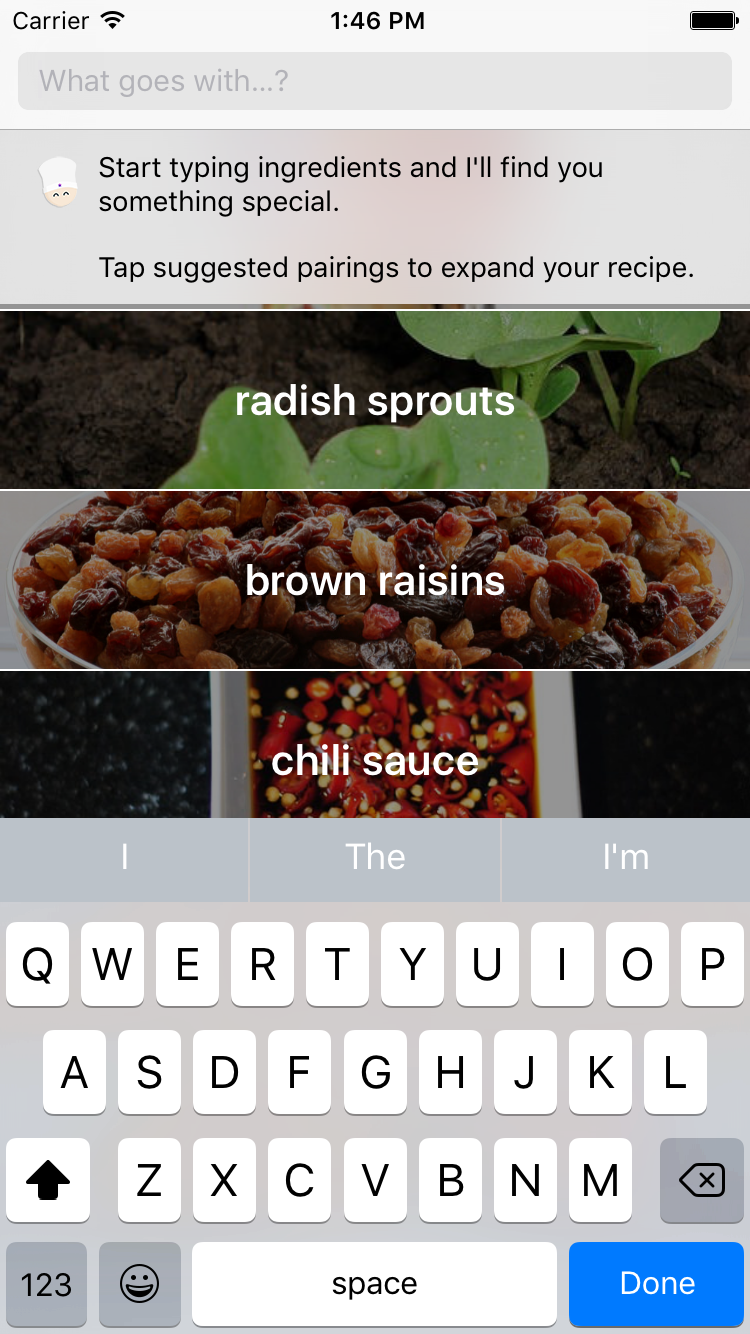 Carrier 1:46 PM
What goes with...?
Start typing ingredients and I'll find you
something special.
Tap suggested pairings to expand your recipe.
radish sprouts
brown raisins
chili sauce
I The I'm
Q W E R T Y U I O P
A S D F G H J K L
Z X C V B N M
123 space Done